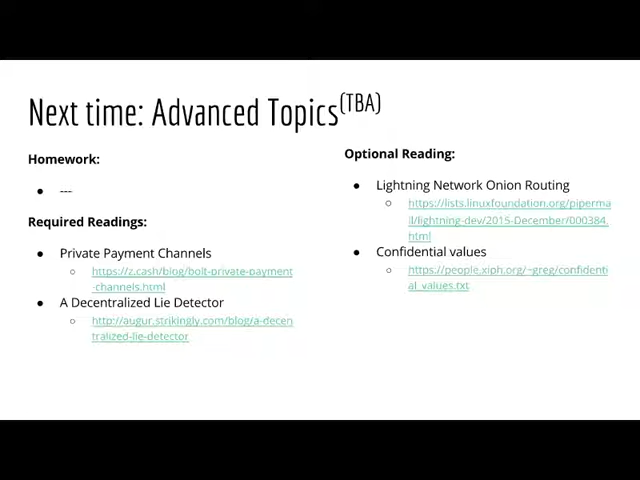 Next time: Advanced Topics(TBA)
Homework:
● ---
Required Readings:
● Private Payment Channels
○ https://z.cash/blog/bolt-private-payment
-channels.html
● A Decentralized Lie Detector
○ http://augur.strikingly.com/blog/a-decen
tralized-lie-detector
Optional Reading:
● Lightning Network Onion Routing
○ https://lists.linuxfoundation.org/piperma
il/lightning-dev/2015-December/000384.
html
● Confidential values
○ https://people.xiph.org/~greg/confidenti
al_values.txt